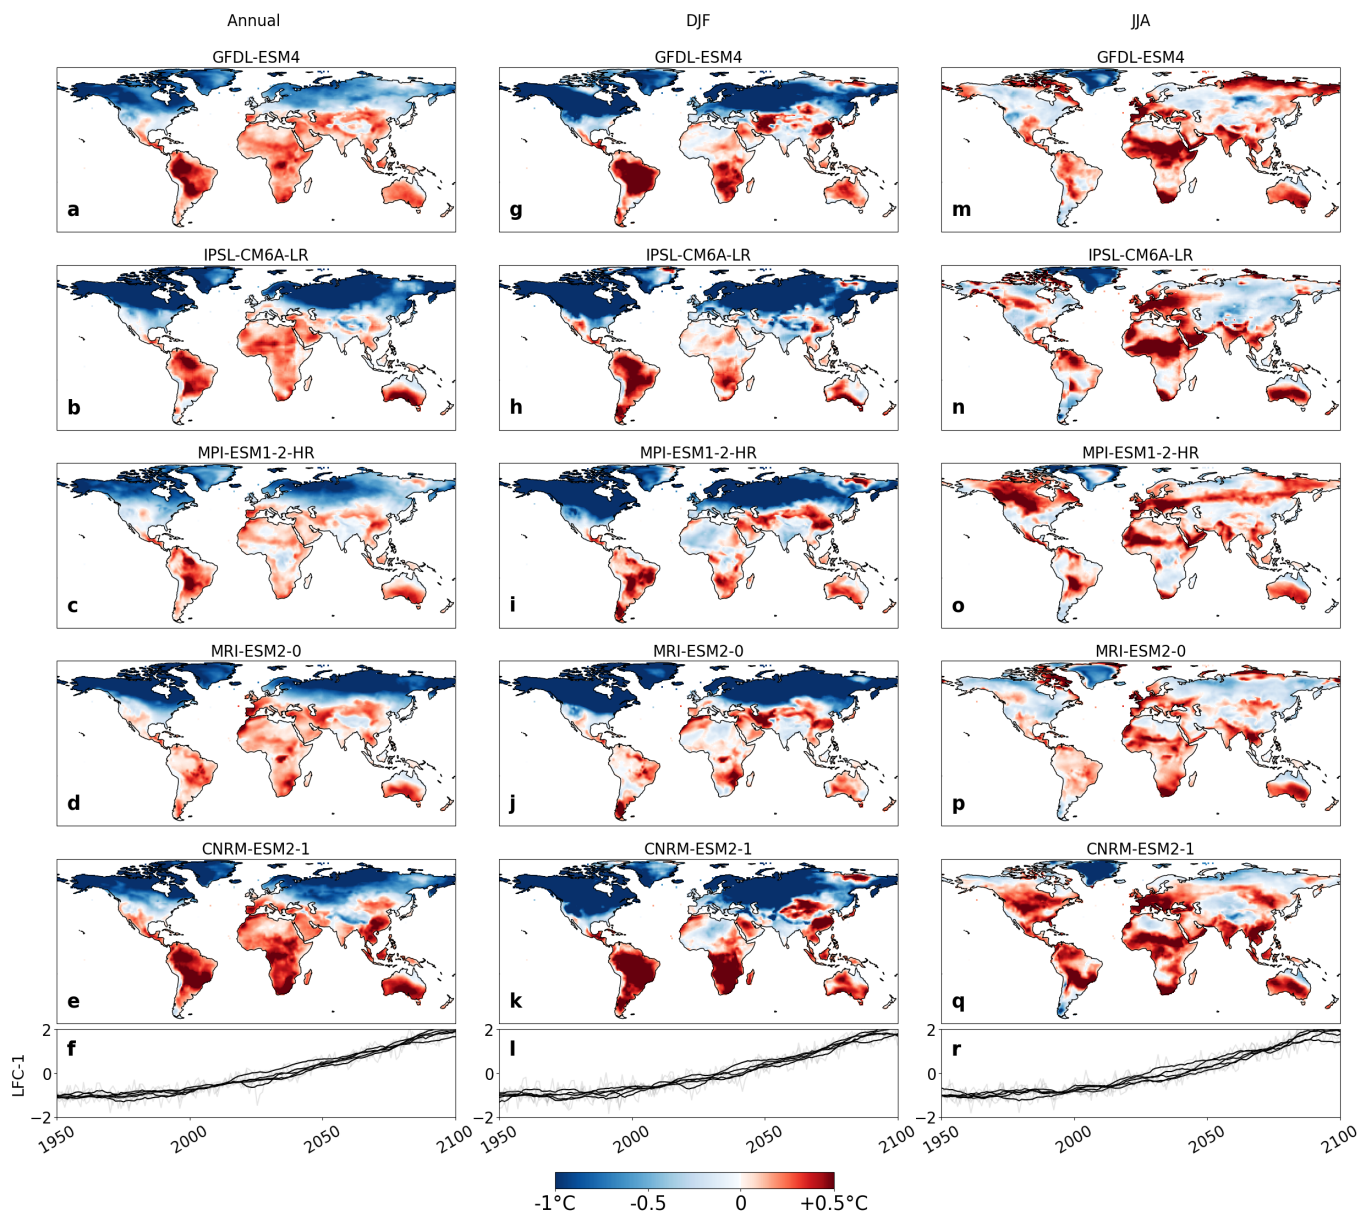 Annual DJF JJA
GFDL-ESM4 GFDL-ESM4 GFDL-ESM4
a g m
IPSL-CM6A-LR IPSL-CM6A-LR IPSL-CM6A-LR
b h n
MPI-ESM1-2-HR MPI-ESM1-2-HR MPI-ESM1-2-HR
c i o
MRI-ESM2-0 MRI-ESM2-0 MRI-ESM2-0
d j p
CNRM-ESM2-1 CNRM-ESM2-1 CNRM-ESM2-1
e k q
2 2 2
f l r
LFC-1
0 0 0
−2 −2 −2
1950 2000 2050 2100 1950 2000 2050 2100 1950 2000 2050 2100
-1°C -0.5 0 +0.5°C